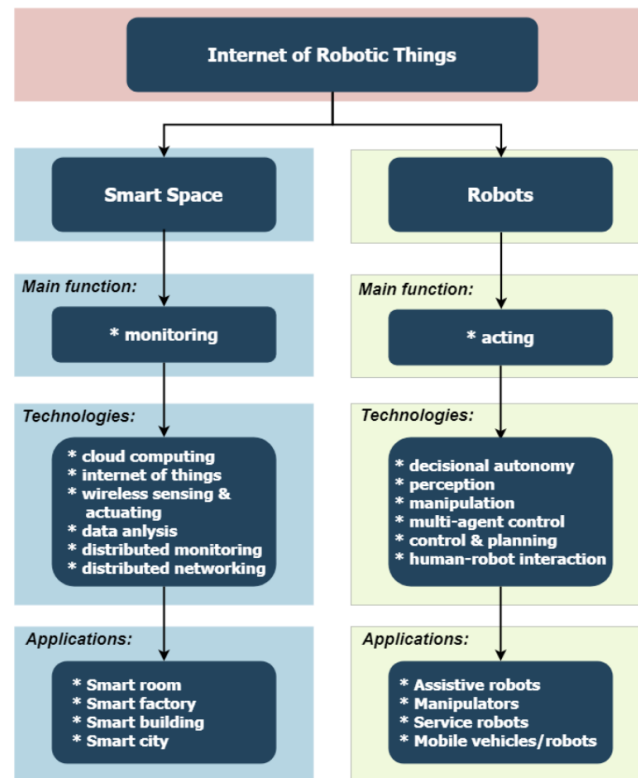 Internet of Robotic Things
Smart Space
Main function:
* monitoring
Technologies:
* cloud computing
* internet of things
* wireless sensing &
actuating
* data anlysis
* distributed monitoring
* distributed networking
Applications:
* Smart room
* Smart factory
* Smart building
* Smart city
Robots
Main function:
* acting
Technologies:
* decisional autonomy
* perception
* manipulation
* multi-agent control
* control & planning
* human-robot interaction
Applications:
* Assistive robots
* Manipulators
* Service robots
* Mobile vehicles/robots